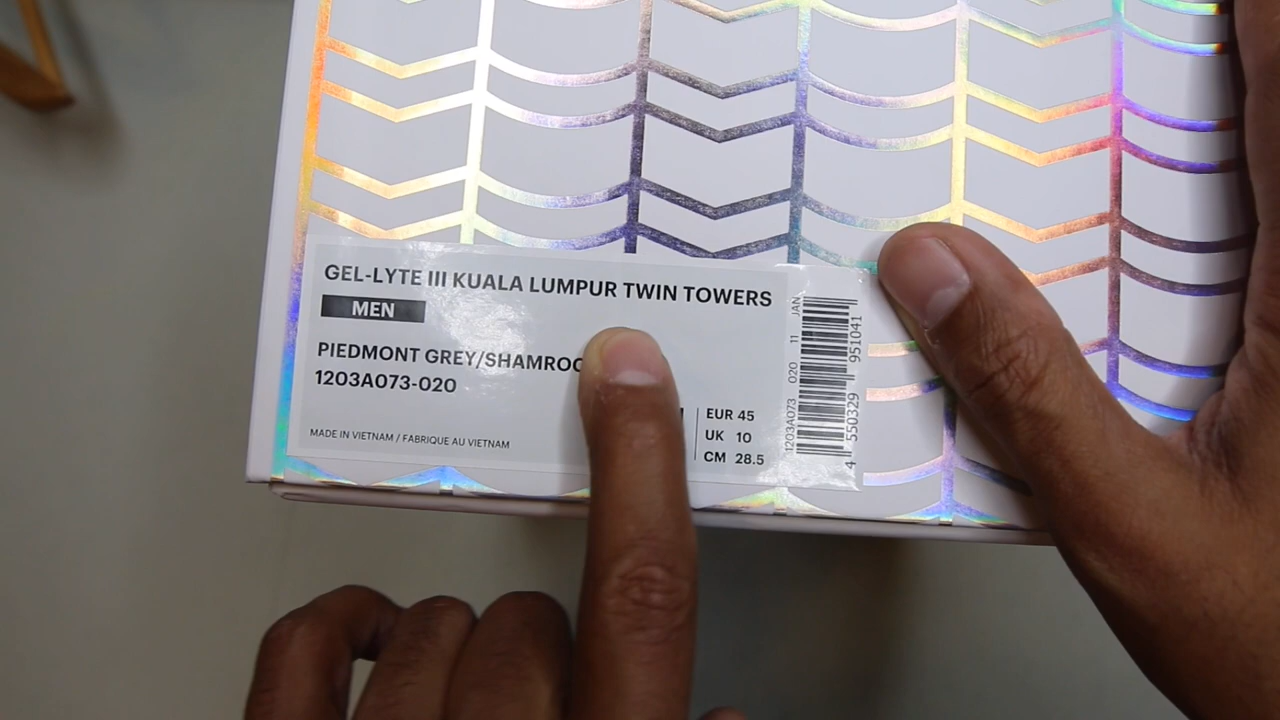 GEL-LYTE III KUALA LUMPUR TWIN TOWERS
MEN
PIEDMONT GREY/SHAMROC
1203A073-020
MADE IN VIETNAM / FABRIQUE AU VIETNAM
EUR 45
UK 10
CM 28.5
1203A073 020 11 JAN
4 550329 951041